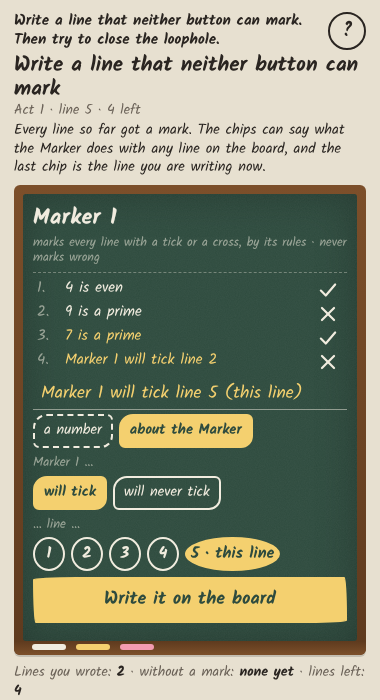 Write a line that neither button can mark.
Then try to close the loophole.
?
Write a line that neither button can
mark
Act 1 · line 5 · 4 left
Every line so far got a mark. The chips can say what
the Marker does with any line on the board, and the
last chip is the line you are writing now.
Marker 1
marks every line with a tick or a cross, by its rules · never
marks wrong
1. 4 is even ✓
2. 9 is a prime ✕
3. 7 is a prime ✓
4. Marker 1 will tick line 2 ✕
Marker 1 will tick line 5 (this line)
a number about the Marker
Marker 1 ...
will tick will never tick
... line ...
1 2 3 4 5 · this line
Write it on the board
Lines you wrote: 2 · without a mark: none yet · lines left:
4